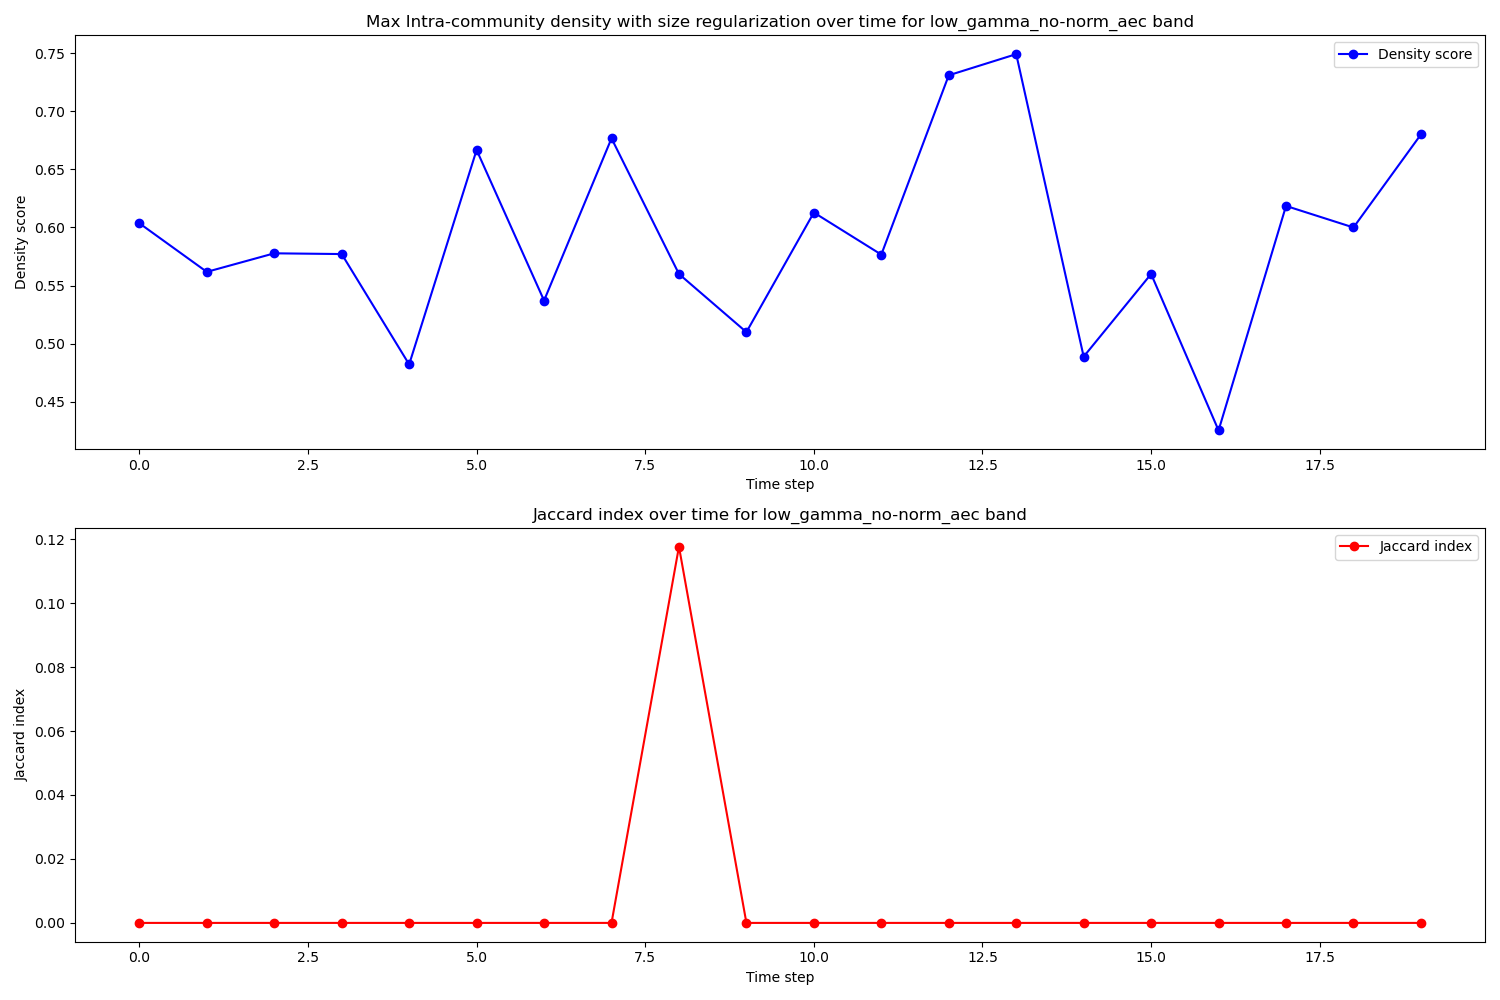 Max Intra-community density with size regularization over time for low_gamma_no-norm_aec band
Density score
0.75
0.70
0.65
0.60
0.55
0.50
0.45
Density score
0.0 2.5 5.0 7.5 10.0 12.5 15.0 17.5
Time step
Jaccard index over time for low_gamma_no-norm_aec band
Jaccard index
0.12
0.10
0.08
0.06
0.04
0.02
0.00
Jaccard index
0.0 2.5 5.0 7.5 10.0 12.5 15.0 17.5
Time step